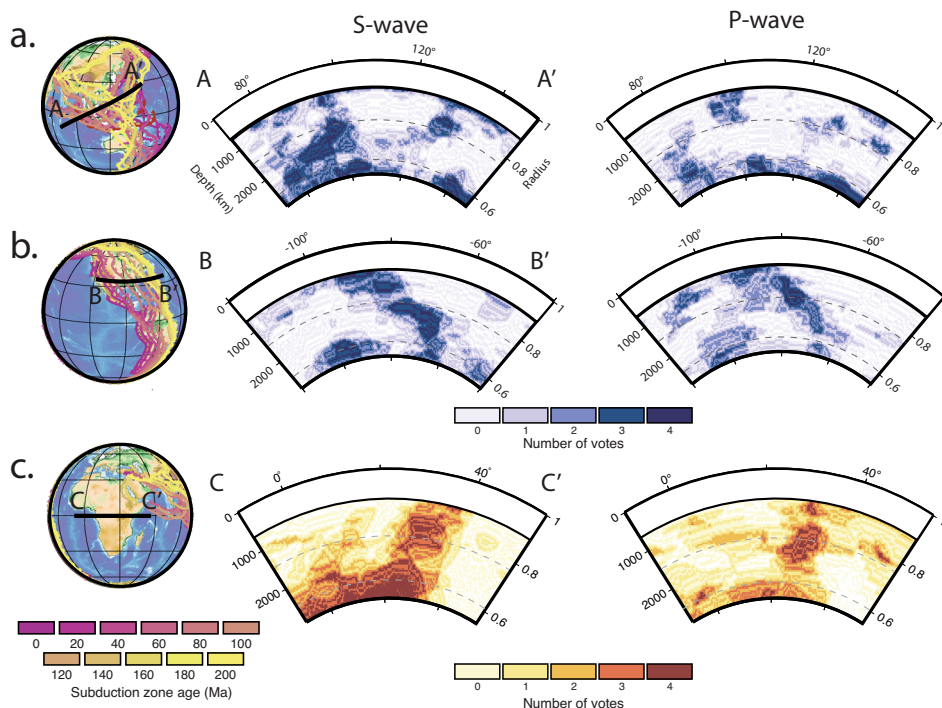 S-wave
P-wave
a.
A
A
A
A’
80°
120°
80°
120°
0
1000
2000
Depth (km)
1
0.8
0.6
Radius
0
1000
2000
1
0.8
0.6
b.
B
B’
B
B’
-100°
-60°
-100°
-60°
0
1000
2000
1
0.8
0.6
0
1000
2000
1
0.8
0.6
0 1 2 3 4
Number of votes
c.
C
C’
C
C’
0°
40°
0°
40°
0
1000
2000
1
0.8
0.6
0
1000
2000
1
0.8
0.6
0 20 40 60 80 100
120 140 160 180 200
Subduction zone age (Ma)
0 1 2 3 4
Number of votes